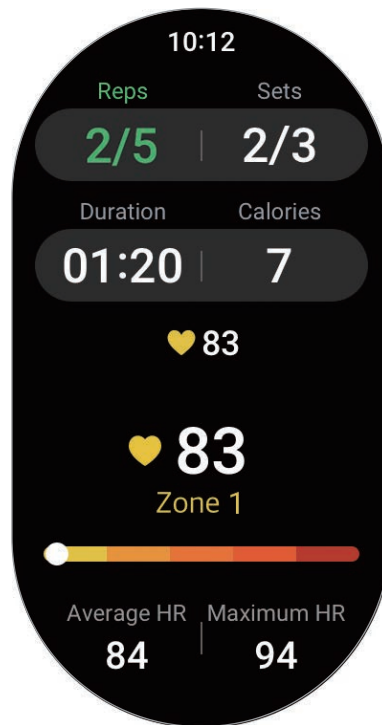 10:12
Reps Sets
2/5 2/3
Duration Calories
01:20 7
83
83
Zone 1
Average HR Maximum HR
84 94